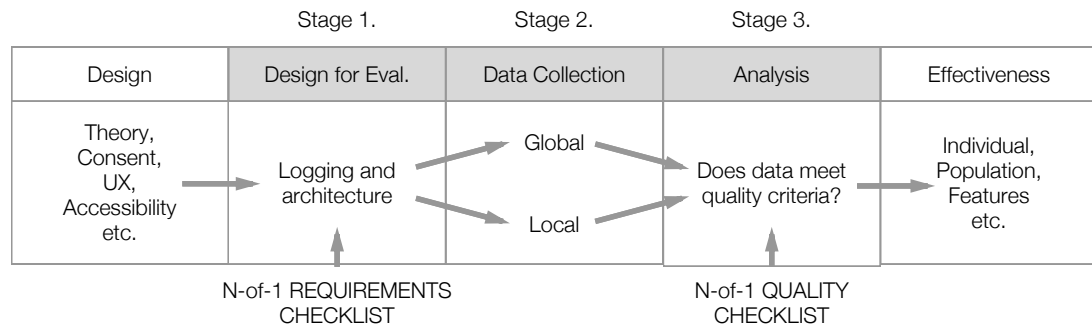 Stage 1.
Stage 2.
Stage 3.
Design
Design for Eval.
Data Collection
Analysis
Effectiveness
Theory,
Consent,
UX,
Accessibility
etc.
Logging and
architecture
Global
Local
Does data meet
quality criteria?
Individual,
Population,
Features
etc.
N-of-1 REQUIREMENTS
CHECKLIST
N-of-1 QUALITY
CHECKLIST